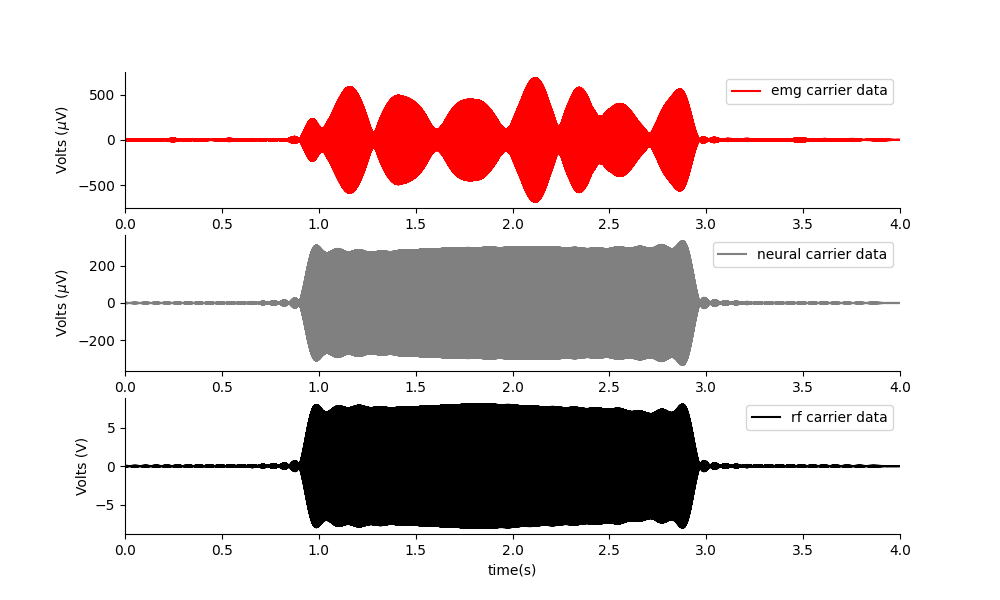 emg carrier data
Volts (μV)
500
0
−500
0.0 0.5 1.0 1.5 2.0 2.5 3.0 3.5 4.0
neural carrier data
Volts (μV)
200
0
−200
0.0 0.5 1.0 1.5 2.0 2.5 3.0 3.5 4.0
rf carrier data
Volts (V)
5
0
−5
0.0 0.5 1.0 1.5 2.0 2.5 3.0 3.5 4.0
time(s)